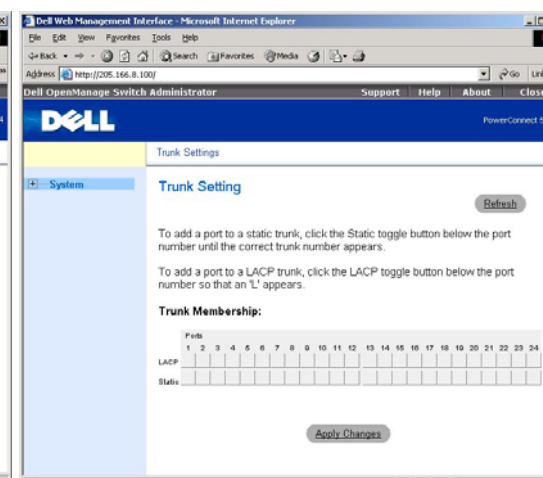 Dell Web Management Interface - Microsoft Internet Explorer
File Edit View Favorites Tools Help
Back Search Favorites Media
Address http://205.166.8.100/ Go
Dell OpenManage Switch Administrator Support Help About
DELL PowerConnect
Trunk Settings
System
Trunk Setting
Refresh
To add a port to a static trunk, click the Static toggle button below the port
number until the correct trunk number appears.
To add a port to a LACP trunk, click the LACP toggle button below the port
number so that an 'L' appears.
Trunk Membership:
Ports
1 2 3 4 5 6 7 8 9 10 11 12 13 14 15 16 17 18 19 20 21 22 23 24
LACP
Static
Apply Changes